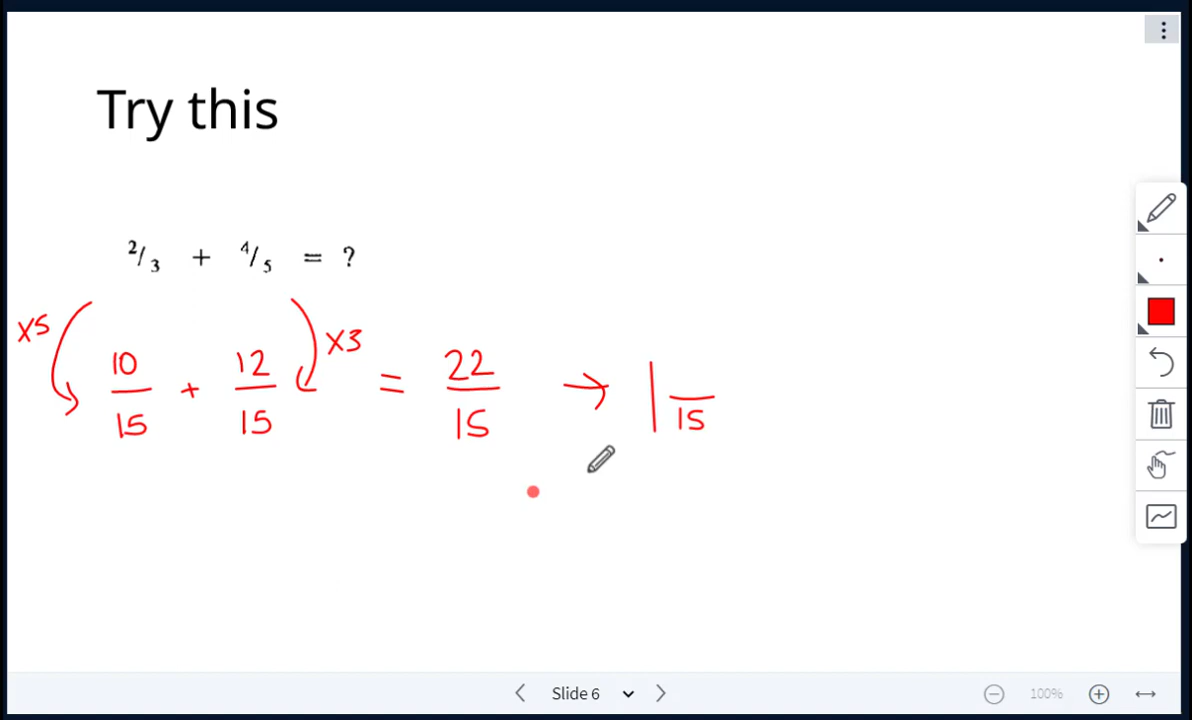 Try this
2/3 + 4/5 = ?
x5
x3
10/15 + 12/15 = 22/15 → 1 /15
Slide 6
100%